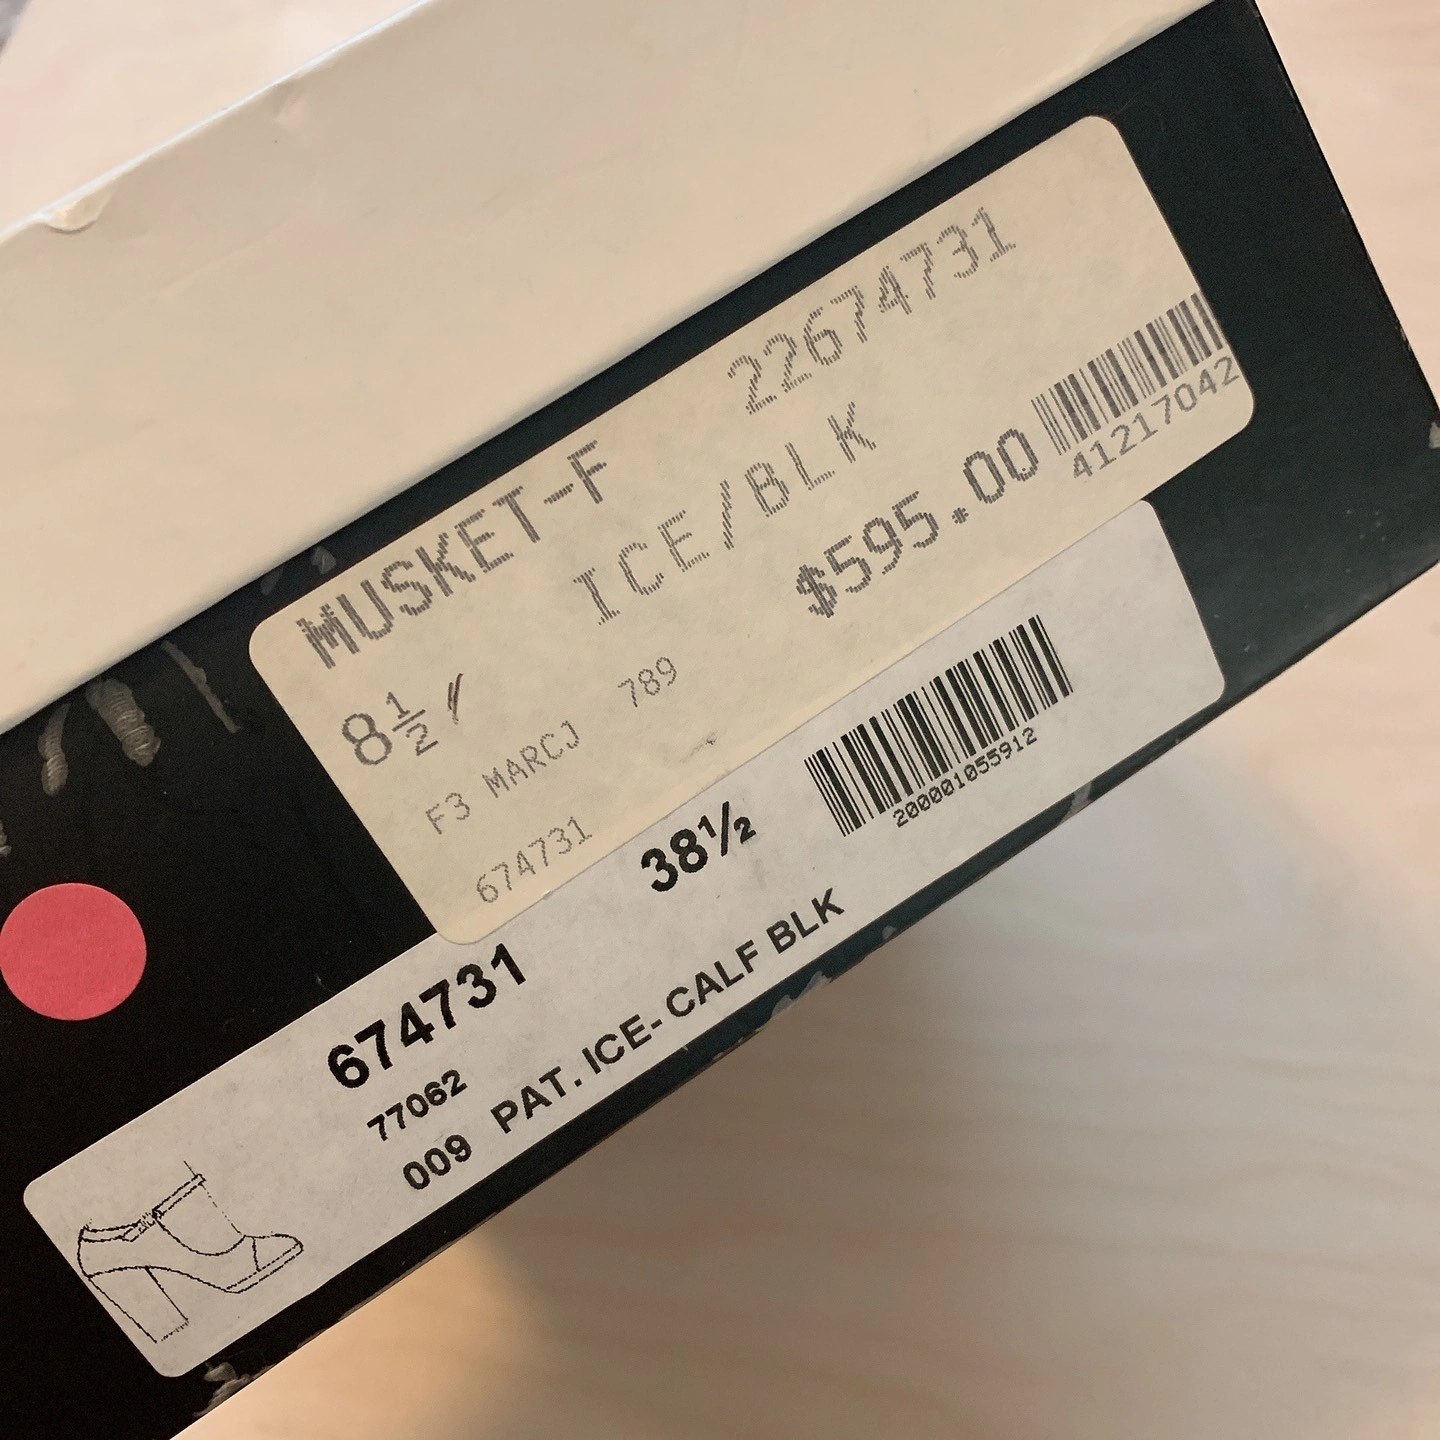 MUSKET-F 22674731
ICE/BLK
8½ $595.00
41217042
F3 MARCJ 789
674731
674731 38½
200001055912
77062
009 PAT. ICE- CALF BLK